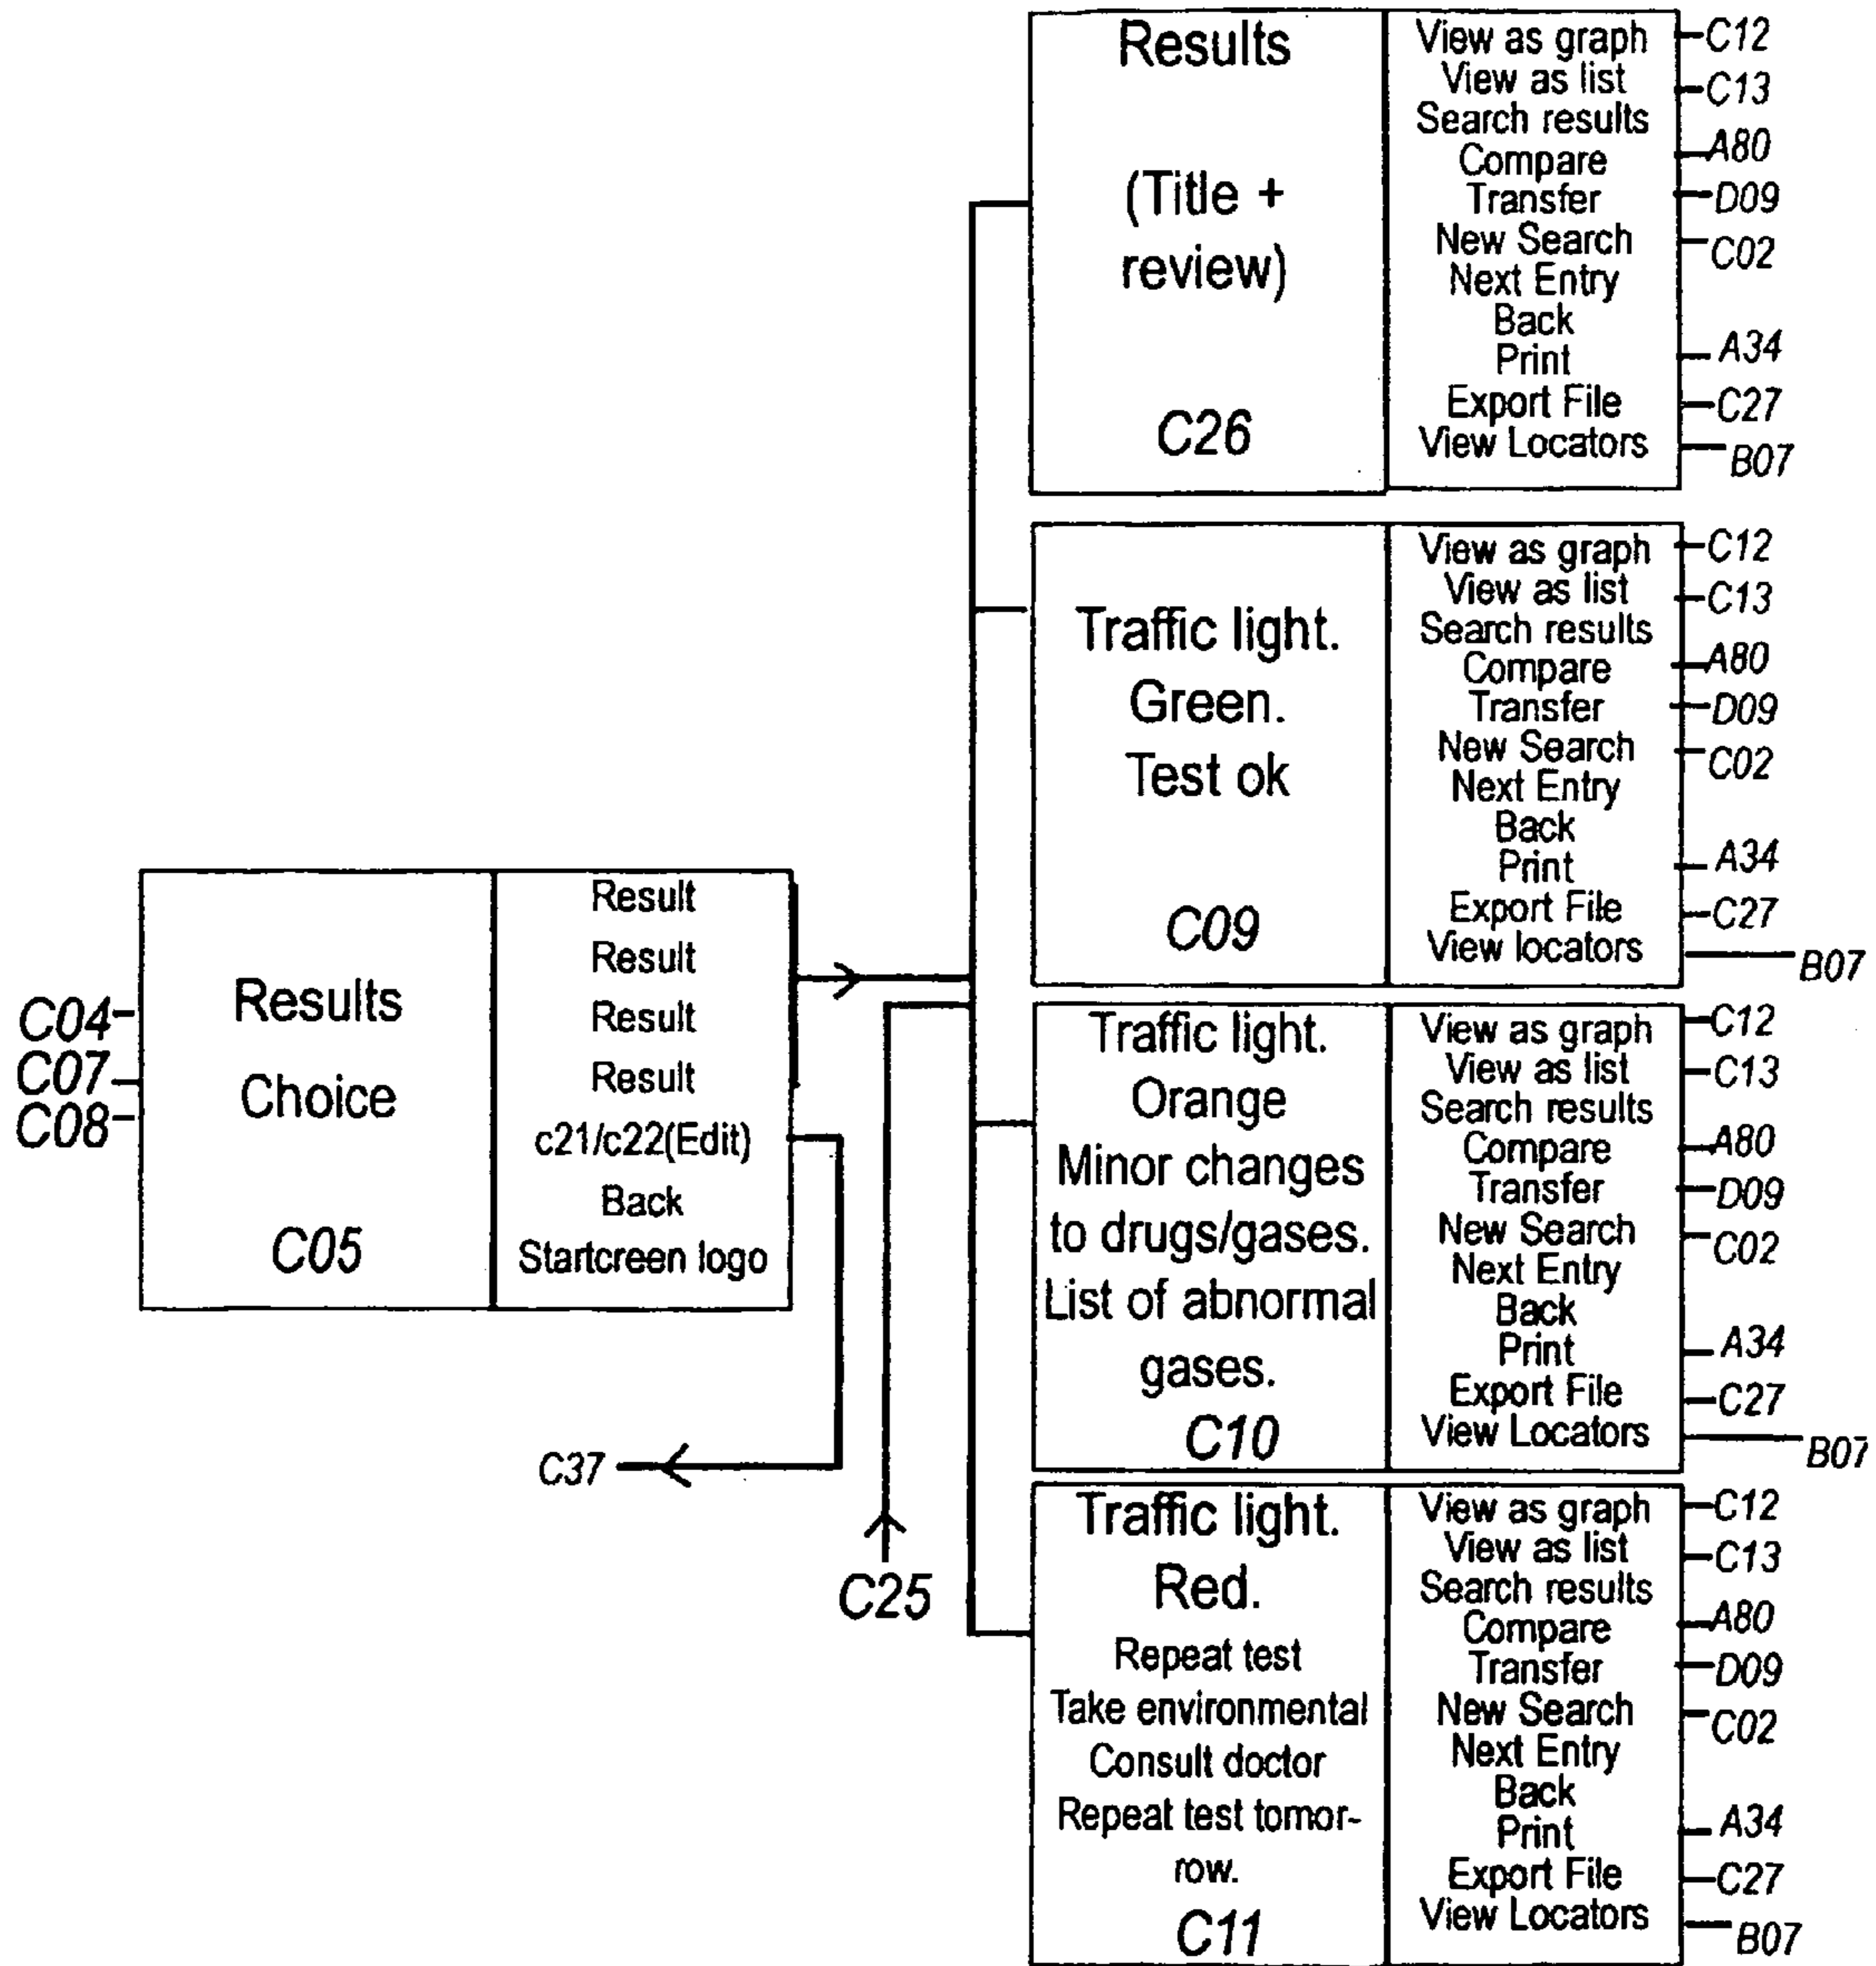 C04
C07
C08
Results
Choice
C05
Result
Result
Result
Result
c21/c22(Edit)
Back
Startcreen logo
C37
C25
Results
(Title +
review)
C26
View as graph
View as list
Search results
Compare
Transfer
New Search
Next Entry
Back
Print
Export File
View Locators
C12
C13
A80
D09
C02
A34
C27
B07
Traffic light.
Green.
Test ok
C09
View as graph
View as list
Search results
Compare
Transfer
New Search
Next Entry
Back
Print
Export File
View locators
C12
C13
A80
D09
C02
A34
C27
B07
Traffic light.
Orange
Minor changes
to drugs/gases.
List of abnormal
gases.
C10
View as graph
View as list
Search results
Compare
Transfer
New Search
Next Entry
Back
Print
Export File
View Locators
C12
C13
A80
D09
C02
A34
C27
B07
Traffic light.
Red.
Repeat test
Take environmental
Consult doctor
Repeat test tomor-
row.
C11
View as graph
View as list
Search results
Compare
Transfer
New Search
Next Entry
Back
Print
Export File
View Locators
C12
C13
A80
D09
C02
A34
C27
B07